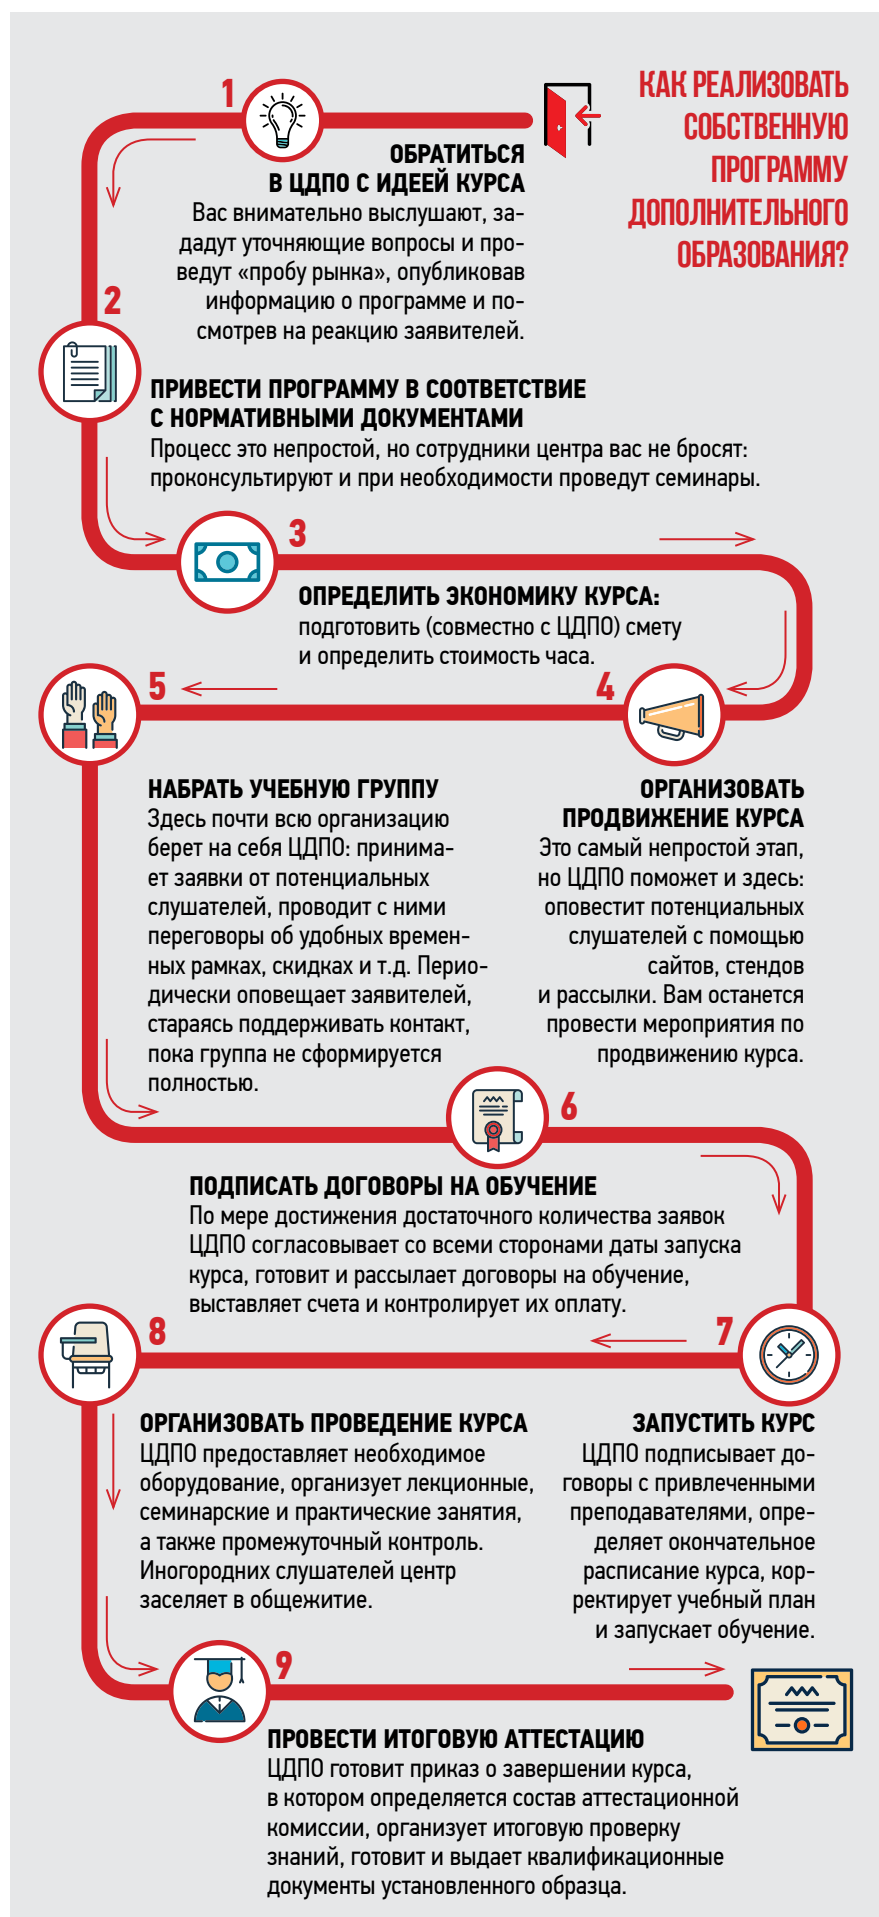 КАК РЕАЛИЗОВАТЬ
СОБСТВЕННУЮ
ПРОГРАММУ
ДОПОЛНИТЕЛЬНОГО
ОБРАЗОВАНИЯ?
1
ОБРАТИТЬСЯ
В ЦДПО С ИДЕЕЙ КУРСА
Вас внимательно выслушают, за-
дадут уточняющие вопросы и про-
ведут «пробу рынка», опубликовав
информацию о программе и по-
смотрев на реакцию заявителей.
2
ПРИВЕСТИ ПРОГРАММУ В СООТВЕТСТВИЕ
С НОРМАТИВНЫМИ ДОКУМЕНТАМИ
Процесс это непростой, но сотрудники центра вас не бросят:
проконсультируют и при необходимости проведут семинары.
3
ОПРЕДЕЛИТЬ ЭКОНОМИКУ КУРСА:
подготовить (совместно с ЦДПО) смету
и определить стоимость часа.
4
ОРГАНИЗОВАТЬ
ПРОДВИЖЕНИЕ КУРСА
Это самый непростой этап,
но ЦДПО поможет и здесь:
оповестит потенциальных
слушателей с помощью
сайтов, стендов
и рассылки. Вам останется
провести мероприятия по
продвижению курса.
5
НАБРАТЬ УЧЕБНУЮ ГРУППУ
Здесь почти всю организацию
берет на себя ЦДПО: принима-
ет заявки от потенциальных
слушателей, проводит с ними
переговоры об удобных времен-
ных рамках, скидках и т.д. Перио-
дически оповещает заявителей,
стараясь поддерживать контакт,
пока группа не сформируется
полностью.
6
ПОДПИСАТЬ ДОГОВОРЫ НА ОБУЧЕНИЕ
По мере достижения достаточного количества заявок
ЦДПО согласовывает со всеми сторонами даты запуска
курса, готовит и рассылает договоры на обучение,
выставляет счета и контролирует их оплату.
7
ЗАПУСТИТЬ КУРС
ЦДПО подписывает до-
говоры с привлеченными
преподавателями, опре-
деляет окончательное
расписание курса, кор-
ректирует учебный план
и запускает обучение.
8
ОРГАНИЗОВАТЬ ПРОВЕДЕНИЕ КУРСА
ЦДПО предоставляет необходимое
оборудование, организует лекционные,
семинарские и практические занятия,
а также промежуточный контроль.
Иногородних слушателей центр
заселяет в общежитие.
9
ПРОВЕСТИ ИТОГОВУЮ АТТЕСТАЦИЮ
ЦДПО готовит приказ о завершении курса,
в котором определяется состав аттестационной
комиссии, организует итоговую проверку
знаний, готовит и выдает квалификационные
документы установленного образца.